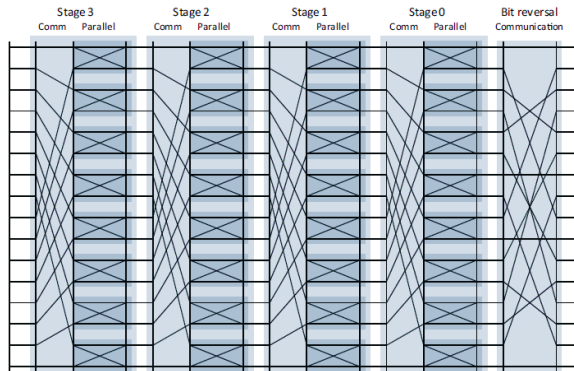 Stage 3
Stage 2
Stage 1
Stage 0
Bit reversal
Comm Parallel
Comm Parallel
Comm Parallel
Comm Parallel
Communication